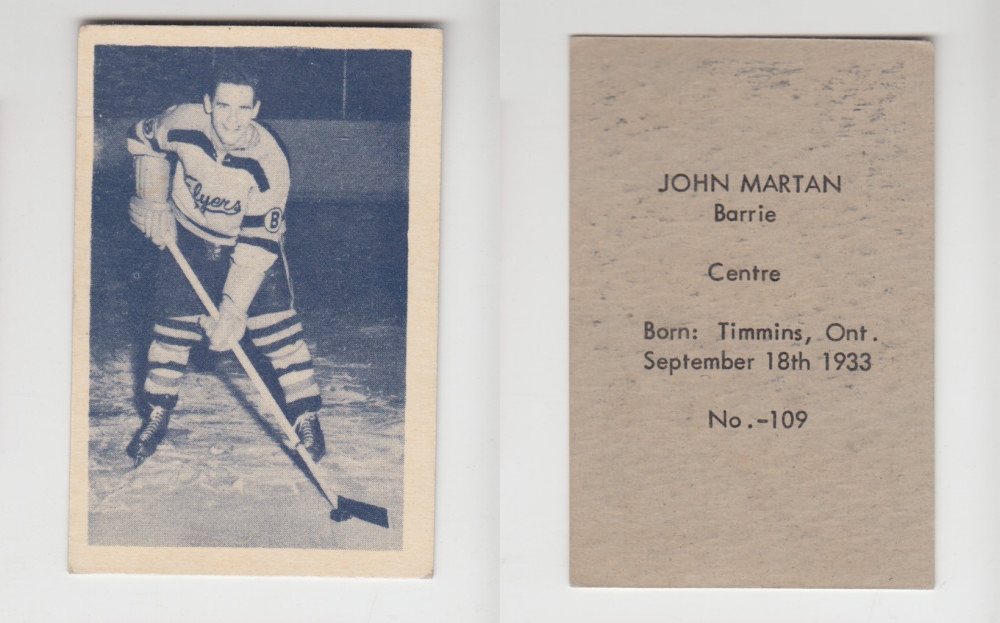 Flyers
B
JOHN MARTAN
Barrie
Centre
Born: Timmins, Ont.
September 18th 1933
No.-109